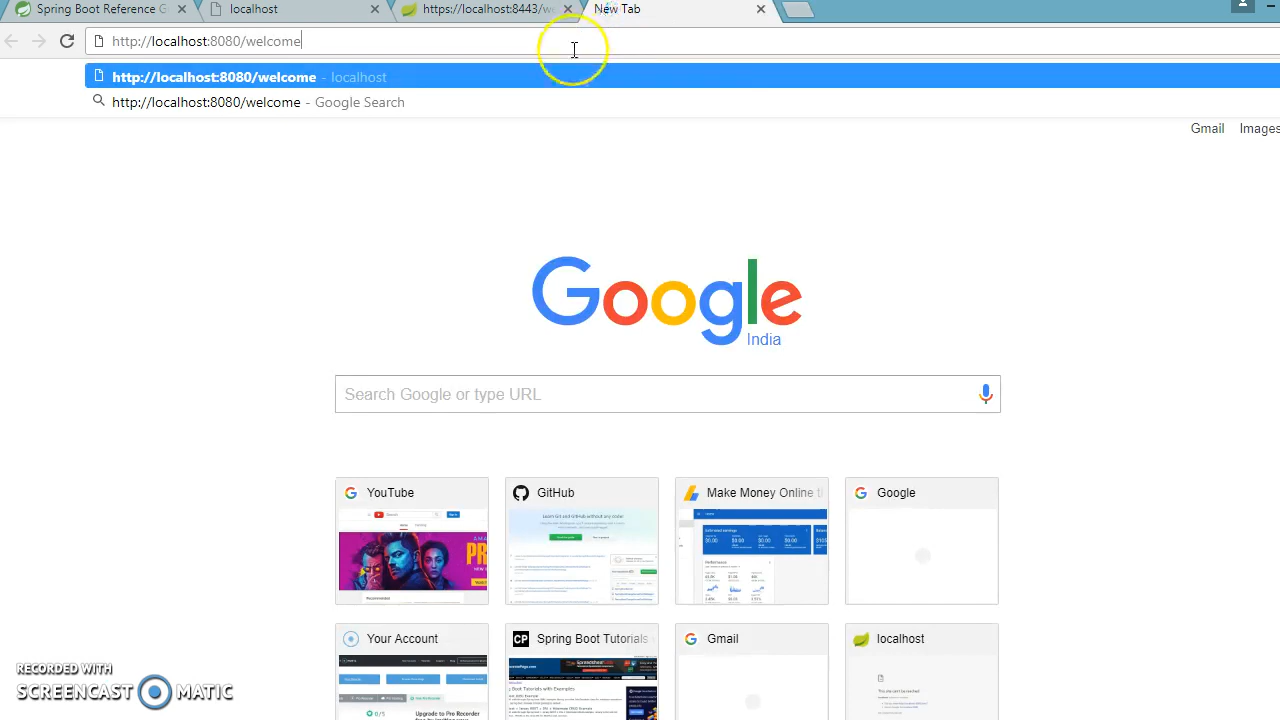 Spring Boot Reference G
localhost
https://localhost:8443/we
New Tab
http://localhost:8080/welcome
http://localhost:8080/welcome - localhost
http://localhost:8080/welcome - Google Search
Gmail
Images
Google
India
Search Google or type URL
YouTube
GitHub
Make Money Online t
Google
Your Account
Spring Boot Tutorials
Gmail
localhost
RECORDED WITH
SCREENCAST MATIC